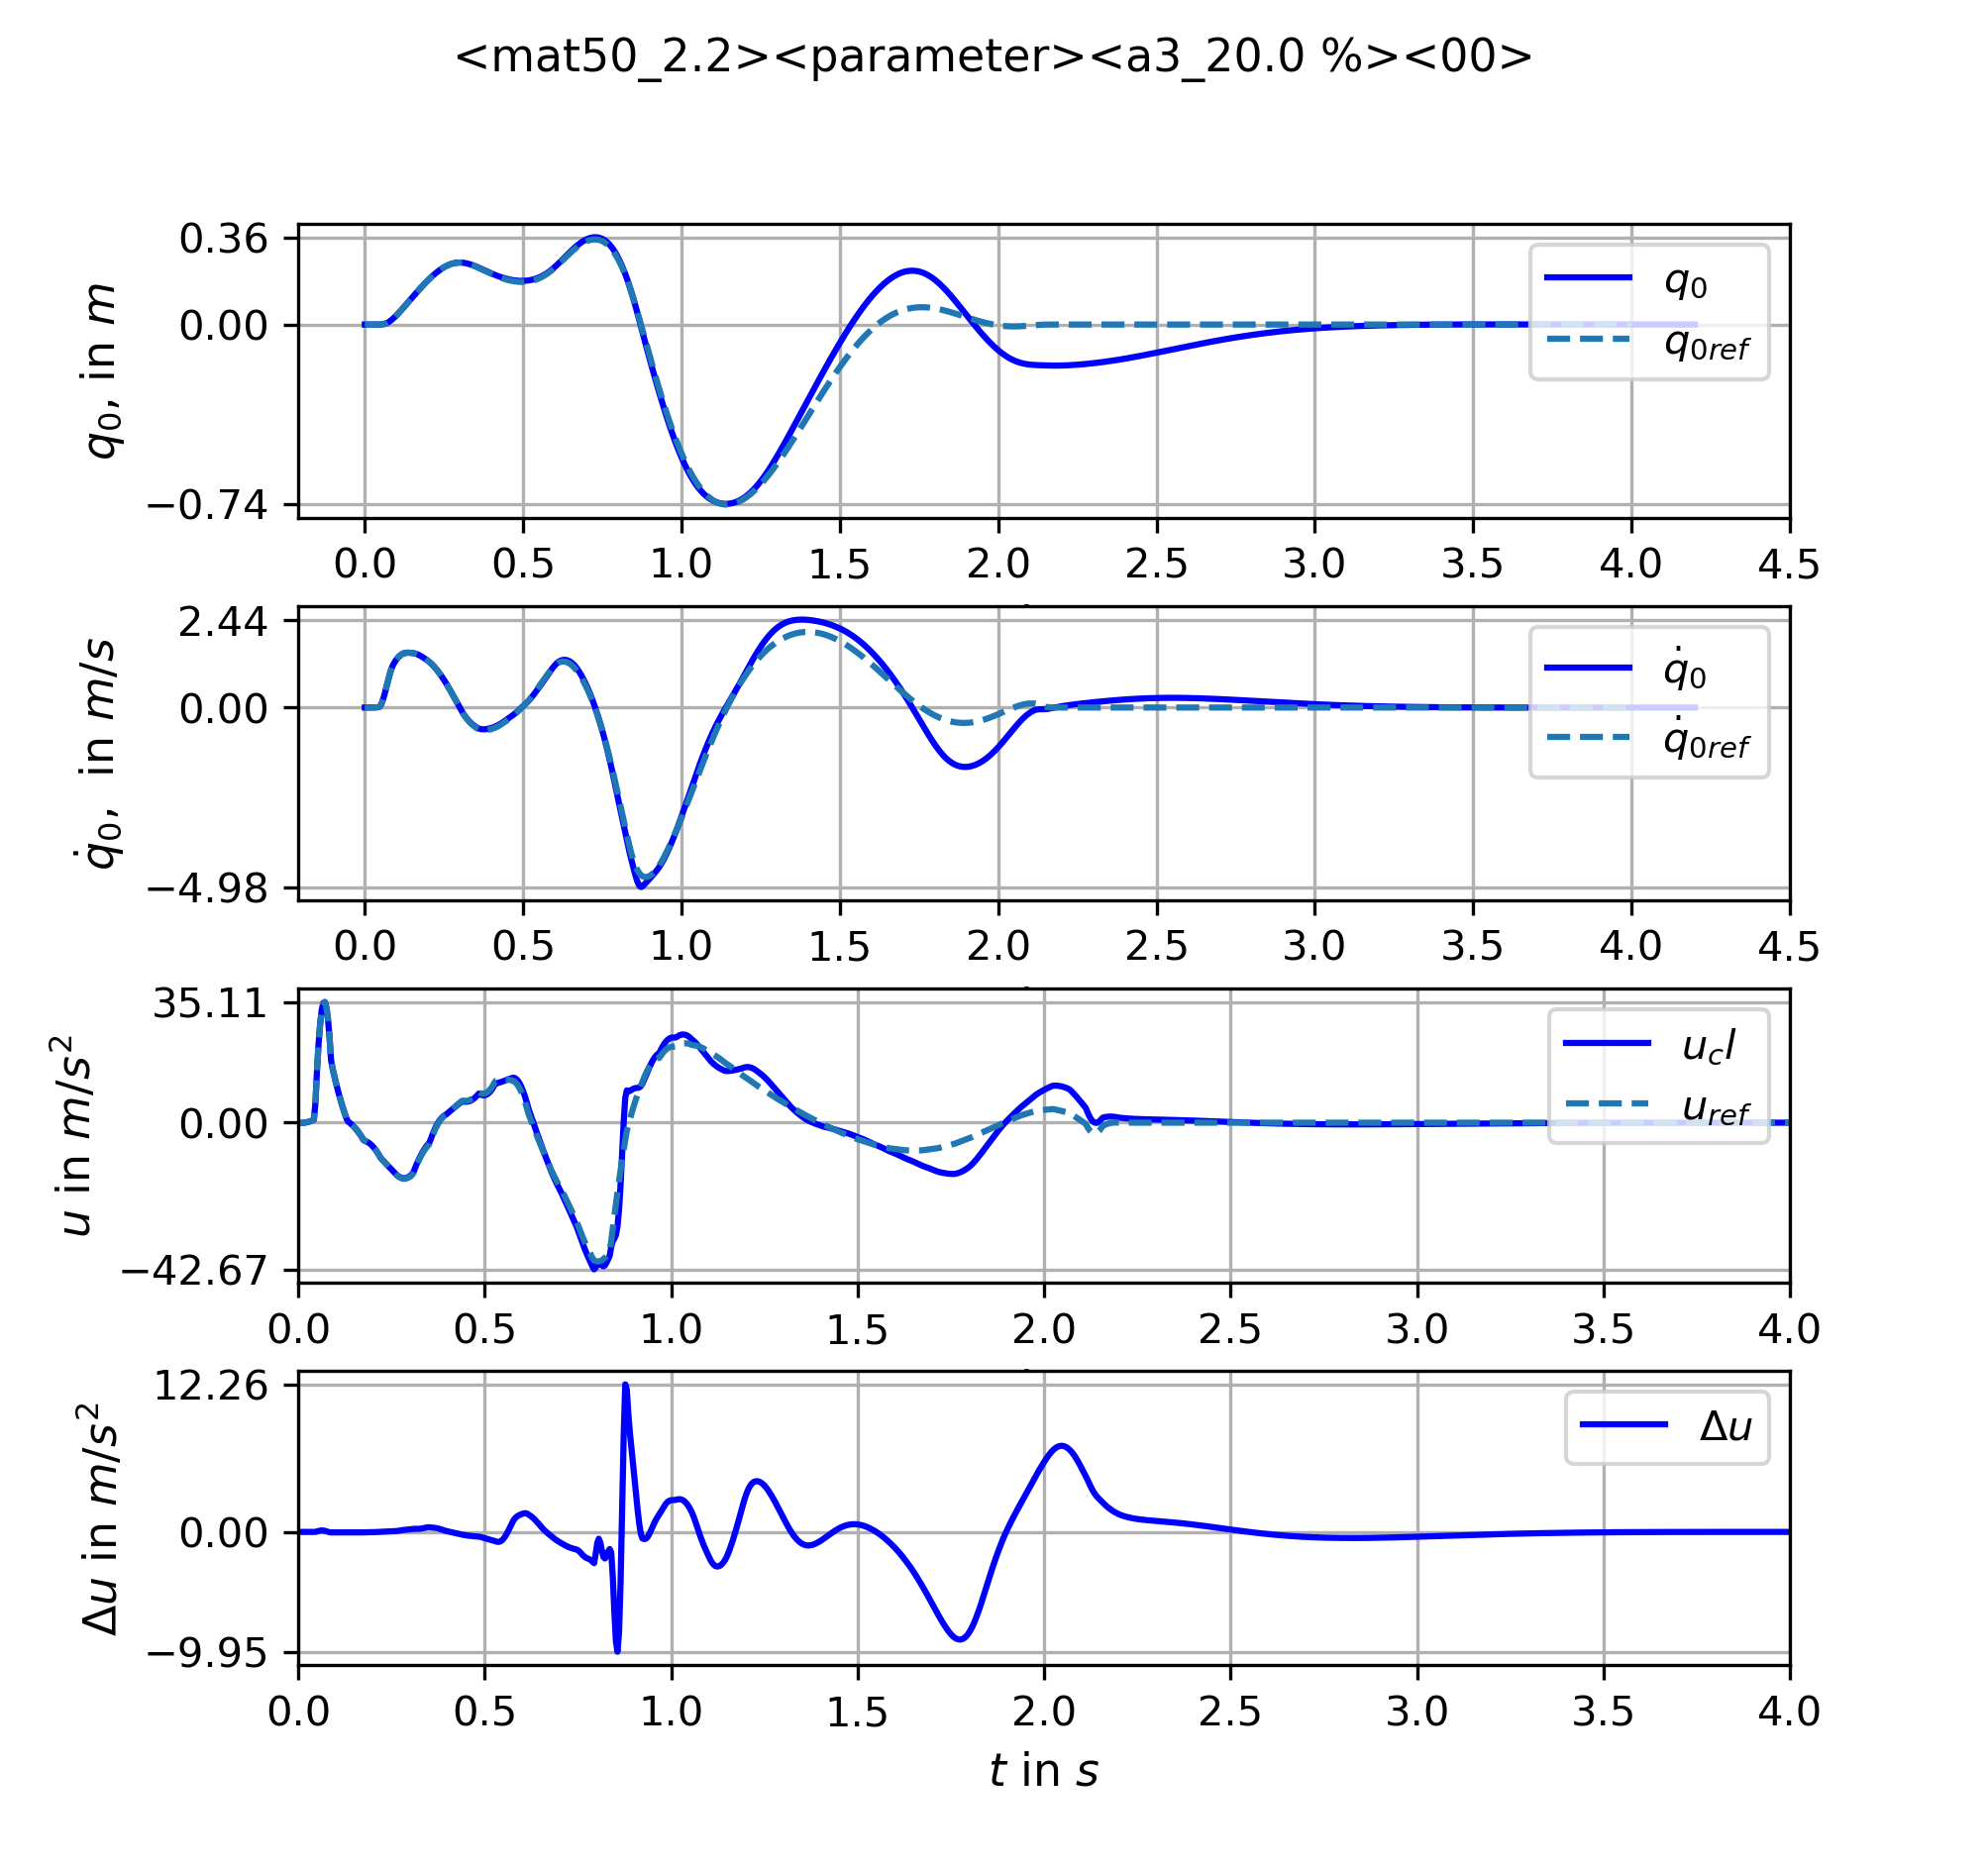 <mat50_2.2><parameter><a3_20.0 %><00>
q₀, in m
0.36
0.00
−0.74
q₀
q₀ref
0.0 0.5 1.0 1.5 2.0 2.5 3.0 3.5 4.0 4.5
q̇₀, in m/s
2.44
0.00
−4.98
q̇₀
q̇₀ref
0.0 0.5 1.0 1.5 2.0 2.5 3.0 3.5 4.0 4.5
u in m/s²
35.11
0.00
−42.67
u_cl
u_ref
0.0 0.5 1.0 1.5 2.0 2.5 3.0 3.5 4.0
Δu in m/s²
12.26
0.00
−9.95
Δu
0.0 0.5 1.0 1.5 2.0 2.5 3.0 3.5 4.0
t in s